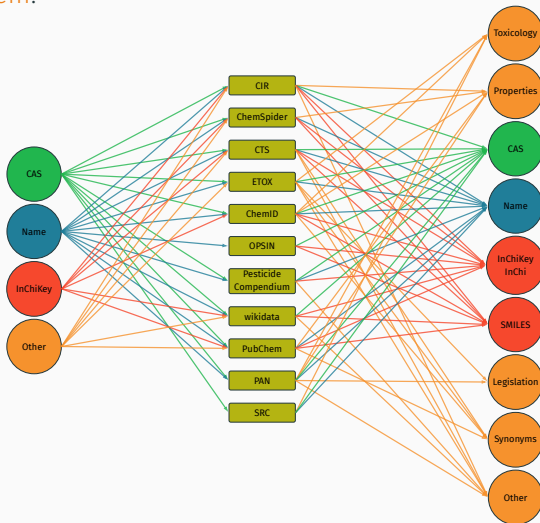 em.
CAS
Name
InChiKey
Other
CIR
ChemSpider
CTS
ETOX
ChemID
OPSIN
Pesticide
Compendium
wikidata
PubChem
PAN
SRC
Toxicology
Properties
CAS
Name
InChiKey
InChi
SMILES
Legislation
Synonyms
Other